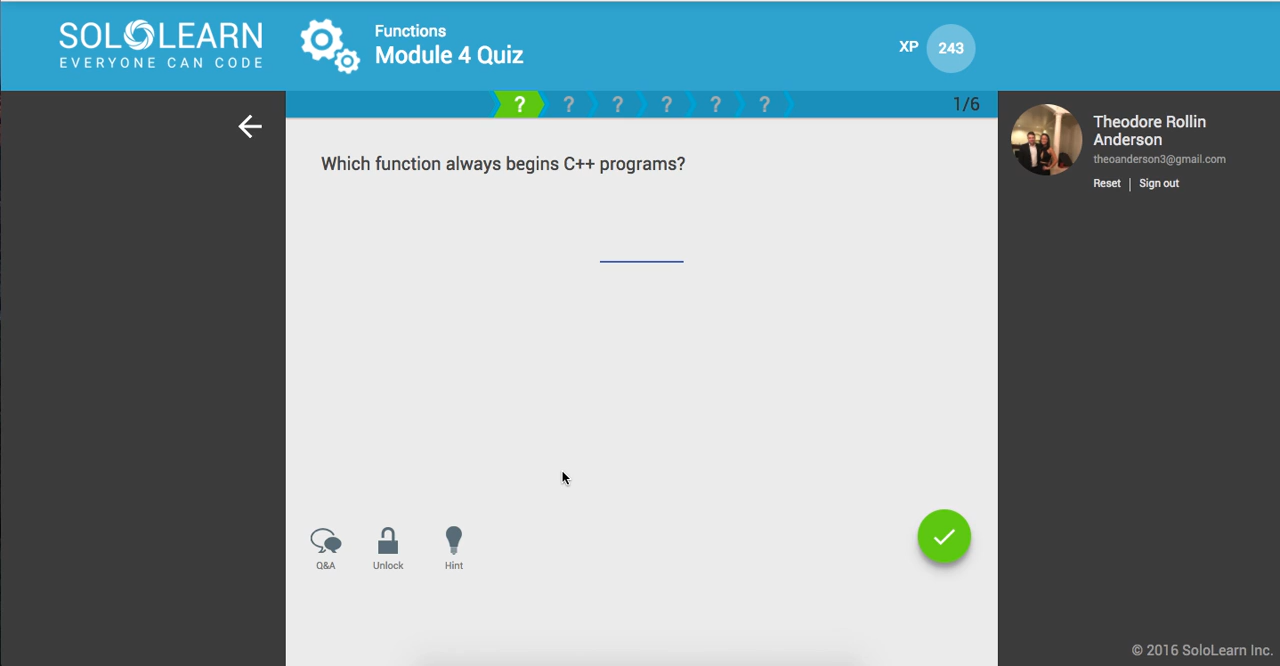 SOLOLEARN
EVERYONE CAN CODE
Functions
Module 4 Quiz
XP 243
? ? ? ? ? ? 1/6
Theodore Rollin
Anderson
theoanderson3@gmail.com
Reset | Sign out
Which function always begins C++ programs?
Q&A Unlock Hint
© 2016 SoloLearn Inc.